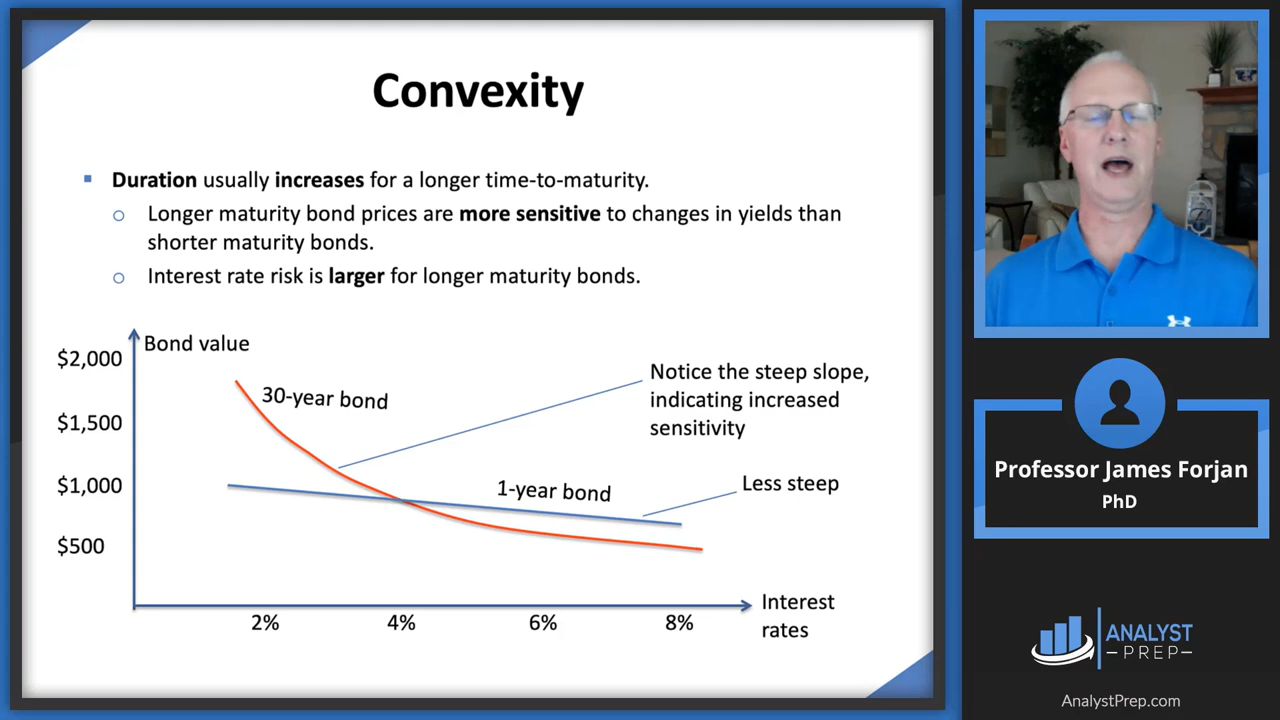 Convexity
Duration usually increases for a longer time-to-maturity.
Longer maturity bond prices are more sensitive to changes in yields than
shorter maturity bonds.
Interest rate risk is larger for longer maturity bonds.
Bond value
$2,000
$1,500
$1,000
$500
30-year bond
Notice the steep slope,
indicating increased
sensitivity
1-year bond
Less steep
2%
4%
6%
8%
Interest
rates
Professor James Forjan
PhD
ANALYST
PREP
AnalystPrep.com